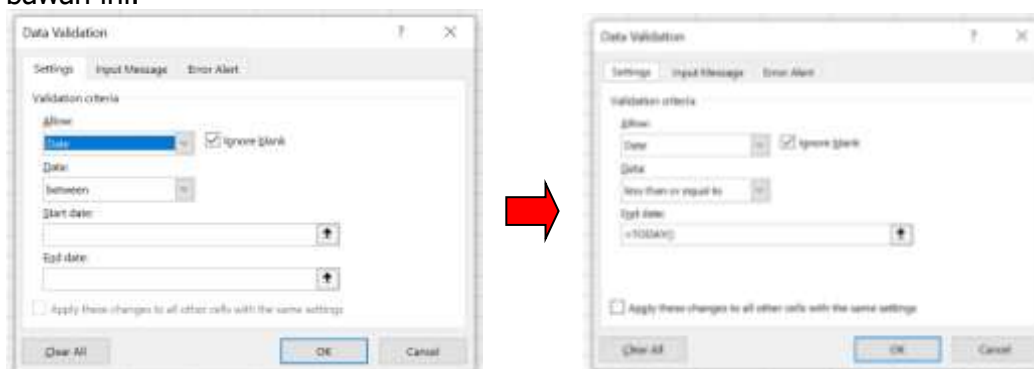 bawah ini.
Data Validation
? ×
Settings Input Message Error Alert
Validation criteria
Allow:
Date Ignore blank
Data:
between
Start date:
End date:
Apply these changes to all other cells with the same settings
Clear All OK Cancel
Data Validation
? ×
Settings Input Message Error Alert
Validation criteria
Allow:
Date Ignore blank
Data:
less than or equal to
End date:
=TODAY()
Apply these changes to all other cells with the same settings
Clear All OK Cancel